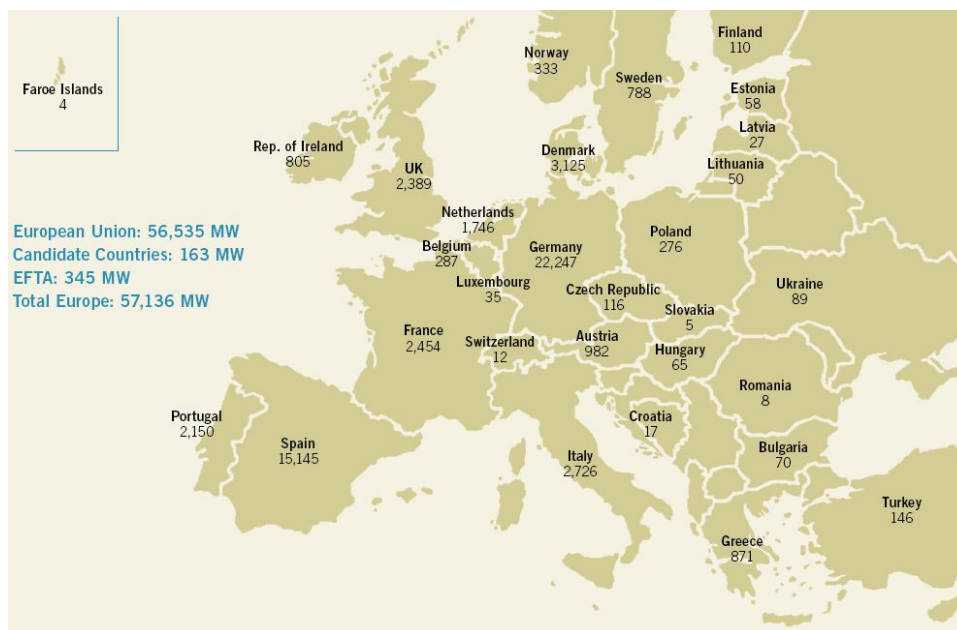 Finland
110
Norway
333
Sweden
788
Faroe Islands
4
Estonia
58
Latvia
27
Rep. of Ireland
805
Denmark
3,125
Lithuania
50
UK
2,389
Netherlands
1,746
European Union: 56,535 MW
Candidate Countries: 163 MW
EFTA: 345 MW
Total Europe: 57,136 MW
Belgium
287
Germany
22,247
Poland
276
Luxembourg
35
Czech Republic
116
Ukraine
89
Slovakia
5
France
2,454
Switzerland
12
Austria
982
Hungary
65
Romania
8
Portugal
2,150
Croatia
17
Spain
15,145
Italy
2,726
Bulgaria
70
Turkey
146
Greece
871